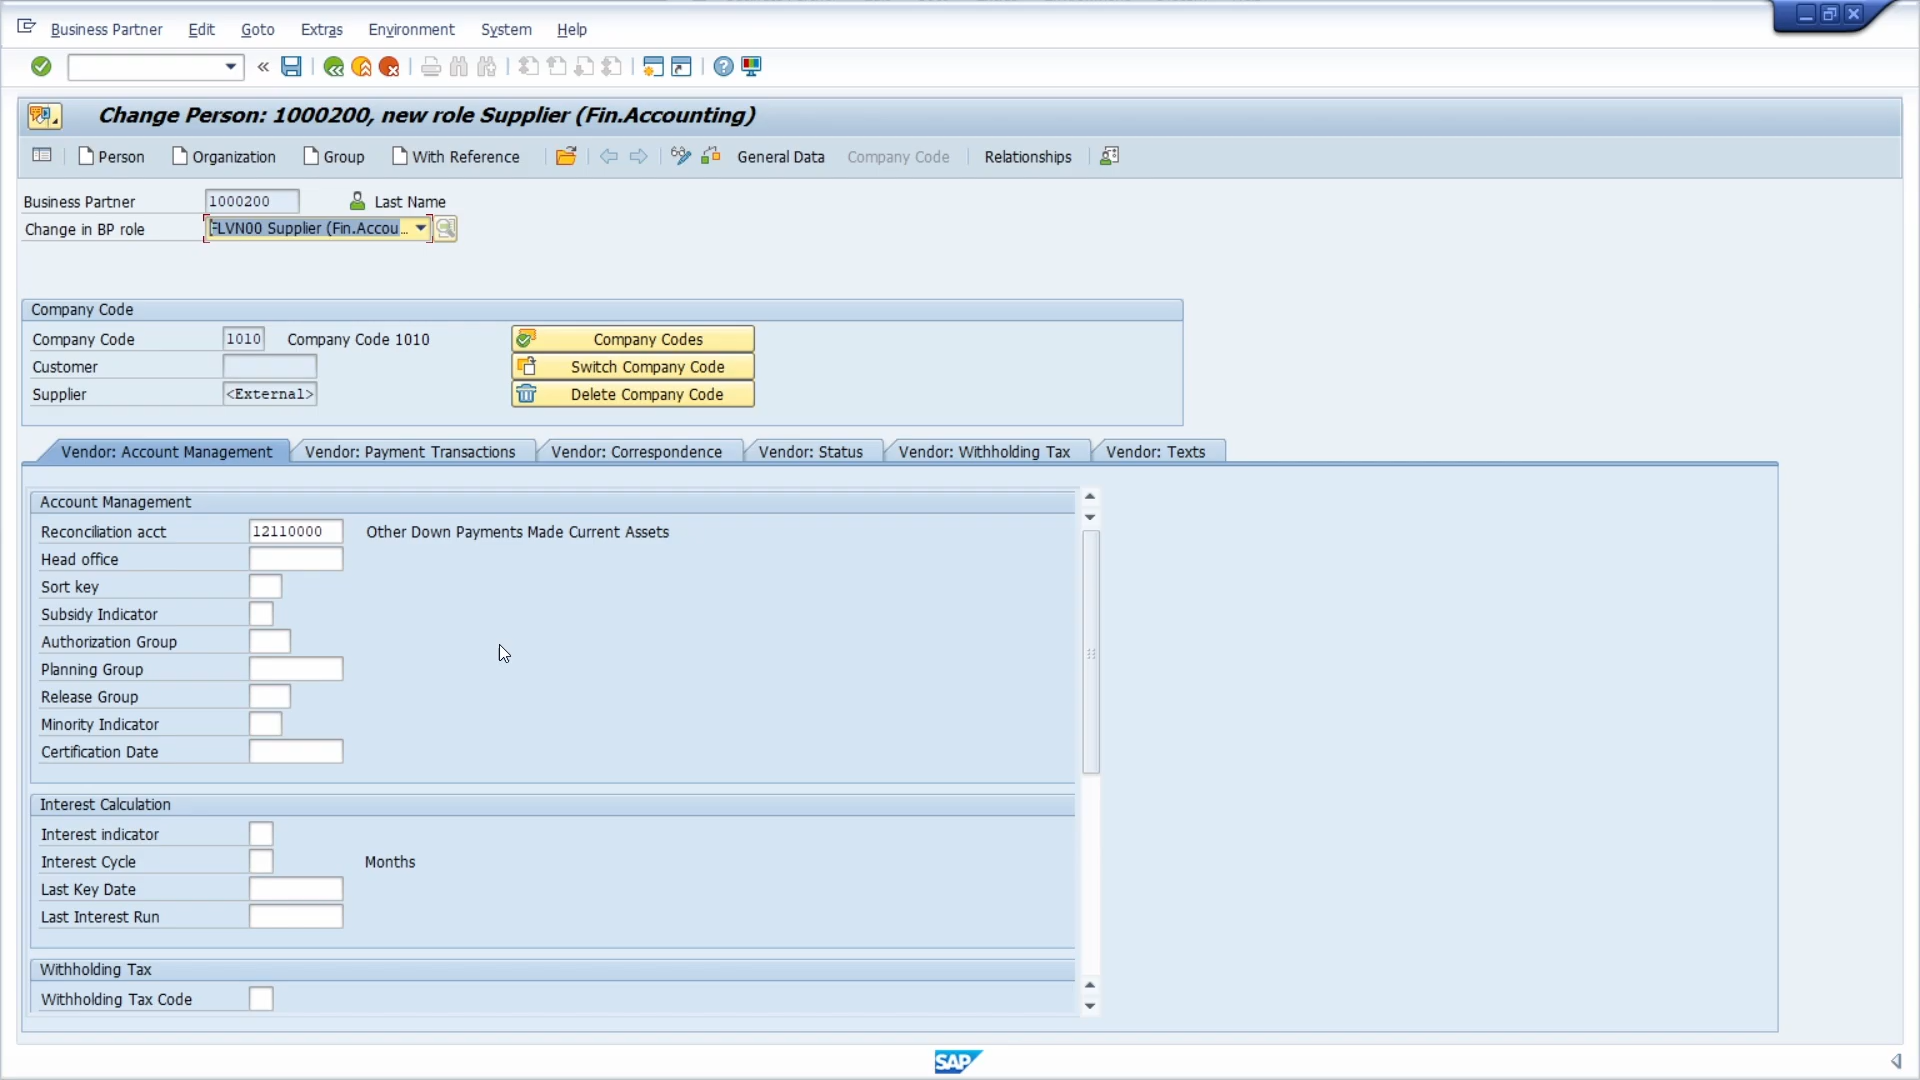 Business Partner Edit Goto Extras Environment System Help
Change Person: 1000200, new role Supplier (Fin.Accounting)
Person Organization Group With Reference General Data Company Code Relationships
Business Partner 1000200 Last Name
Change in BP role FLVN00 Supplier (Fin.Accou...
Company Code
Company Code 1010 Company Code 1010 Company Codes
Customer Switch Company Code
Supplier <External> Delete Company Code
Vendor: Account Management Vendor: Payment Transactions Vendor: Correspondence Vendor: Status Vendor: Withholding Tax Vendor: Texts
Account Management
Reconciliation acct 12110000 Other Down Payments Made Current Assets
Head office
Sort key
Subsidy Indicator
Authorization Group
Planning Group
Release Group
Minority Indicator
Certification Date
Interest Calculation
Interest indicator
Interest Cycle Months
Last Key Date
Last Interest Run
Withholding Tax
Withholding Tax Code
SAP